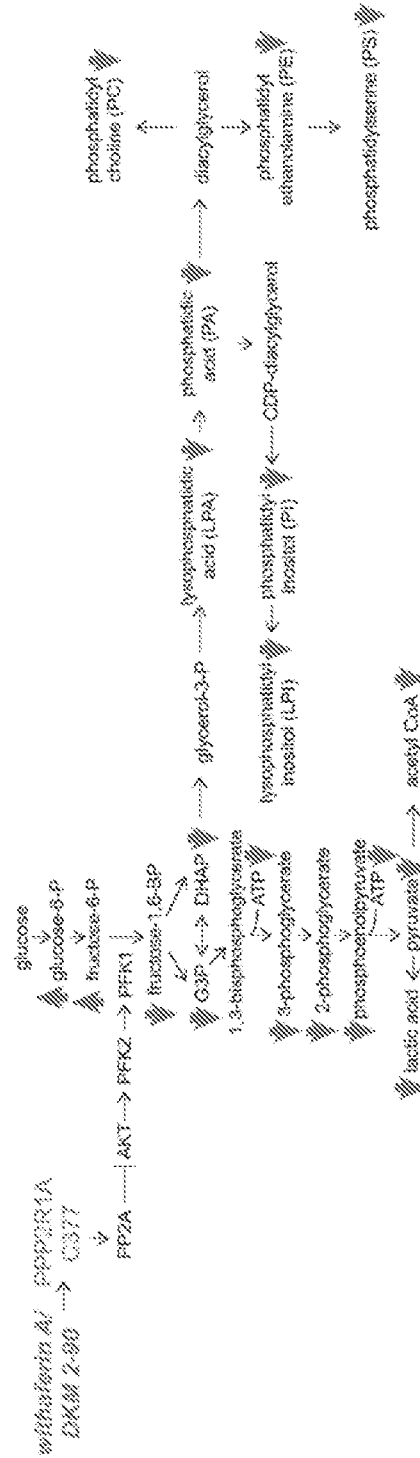 withaferin A/
DKM 2-90
PPP2R1A
C377
PP2A
AKT
PFK2
PFK1
glucose
glucose-6-P
fructose-6-P
fructose-1,6-BP
G3P
DHAP
1,3-bisphosphoglycerate
ATP
3-phosphoglycerate
2-phosphoglycerate
phosphoenolpyruvate
ATP
lactic acid
pyruvate
acetyl CoA
glycerol-3-P
lysophosphatidic
acid (LPA)
phosphatidic
acid (PA)
diacylglycerol
phosphatidyl
choline (PC)
phosphatidyl
ethanolamine (PE)
phosphatidylserine (PS)
CDP-diacylglycerol
phosphatidyl
inositol (PI)
lysophosphatidyl
inositol (LPI)